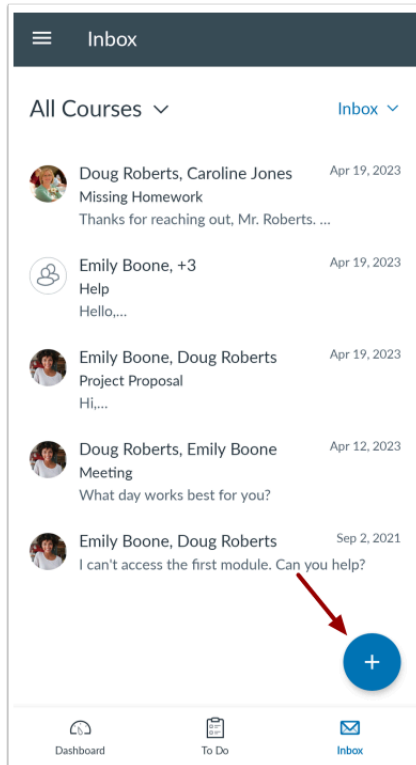 Inbox
All Courses
Inbox
Doug Roberts, Caroline Jones
Apr 19, 2023
Missing Homework
Thanks for reaching out, Mr. Roberts. ...
Emily Boone, +3
Apr 19, 2023
Help
Hello,...
Emily Boone, Doug Roberts
Apr 19, 2023
Project Proposal
Hi,...
Doug Roberts, Emily Boone
Apr 12, 2023
Meeting
What day works best for you?
Emily Boone, Doug Roberts
Sep 2, 2021
I can't access the first module. Can you help?
+
Dashboard
To Do
Inbox